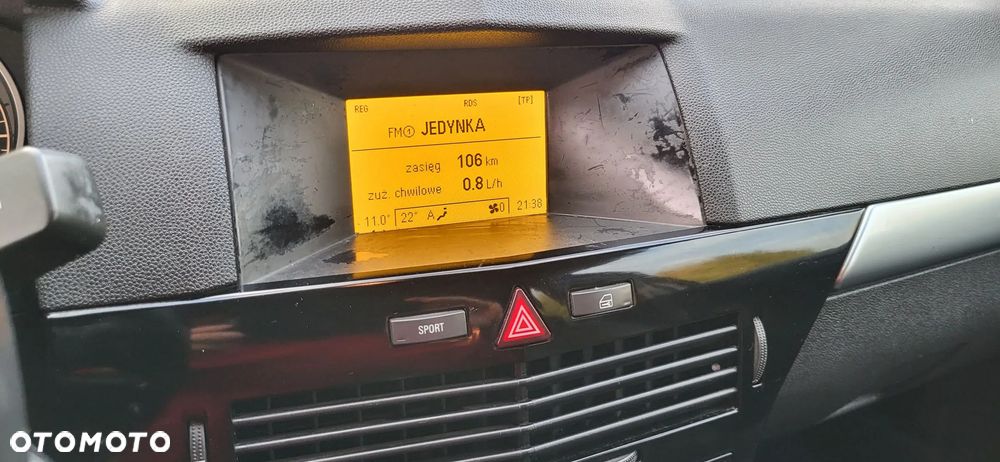 REG RDS [TP]
FM① JEDYNKA
zasięg 106 km
zuż. chwilowe 0.8 L/h
11.0° 22° A 0 21:38
SPORT
OTOMOTO